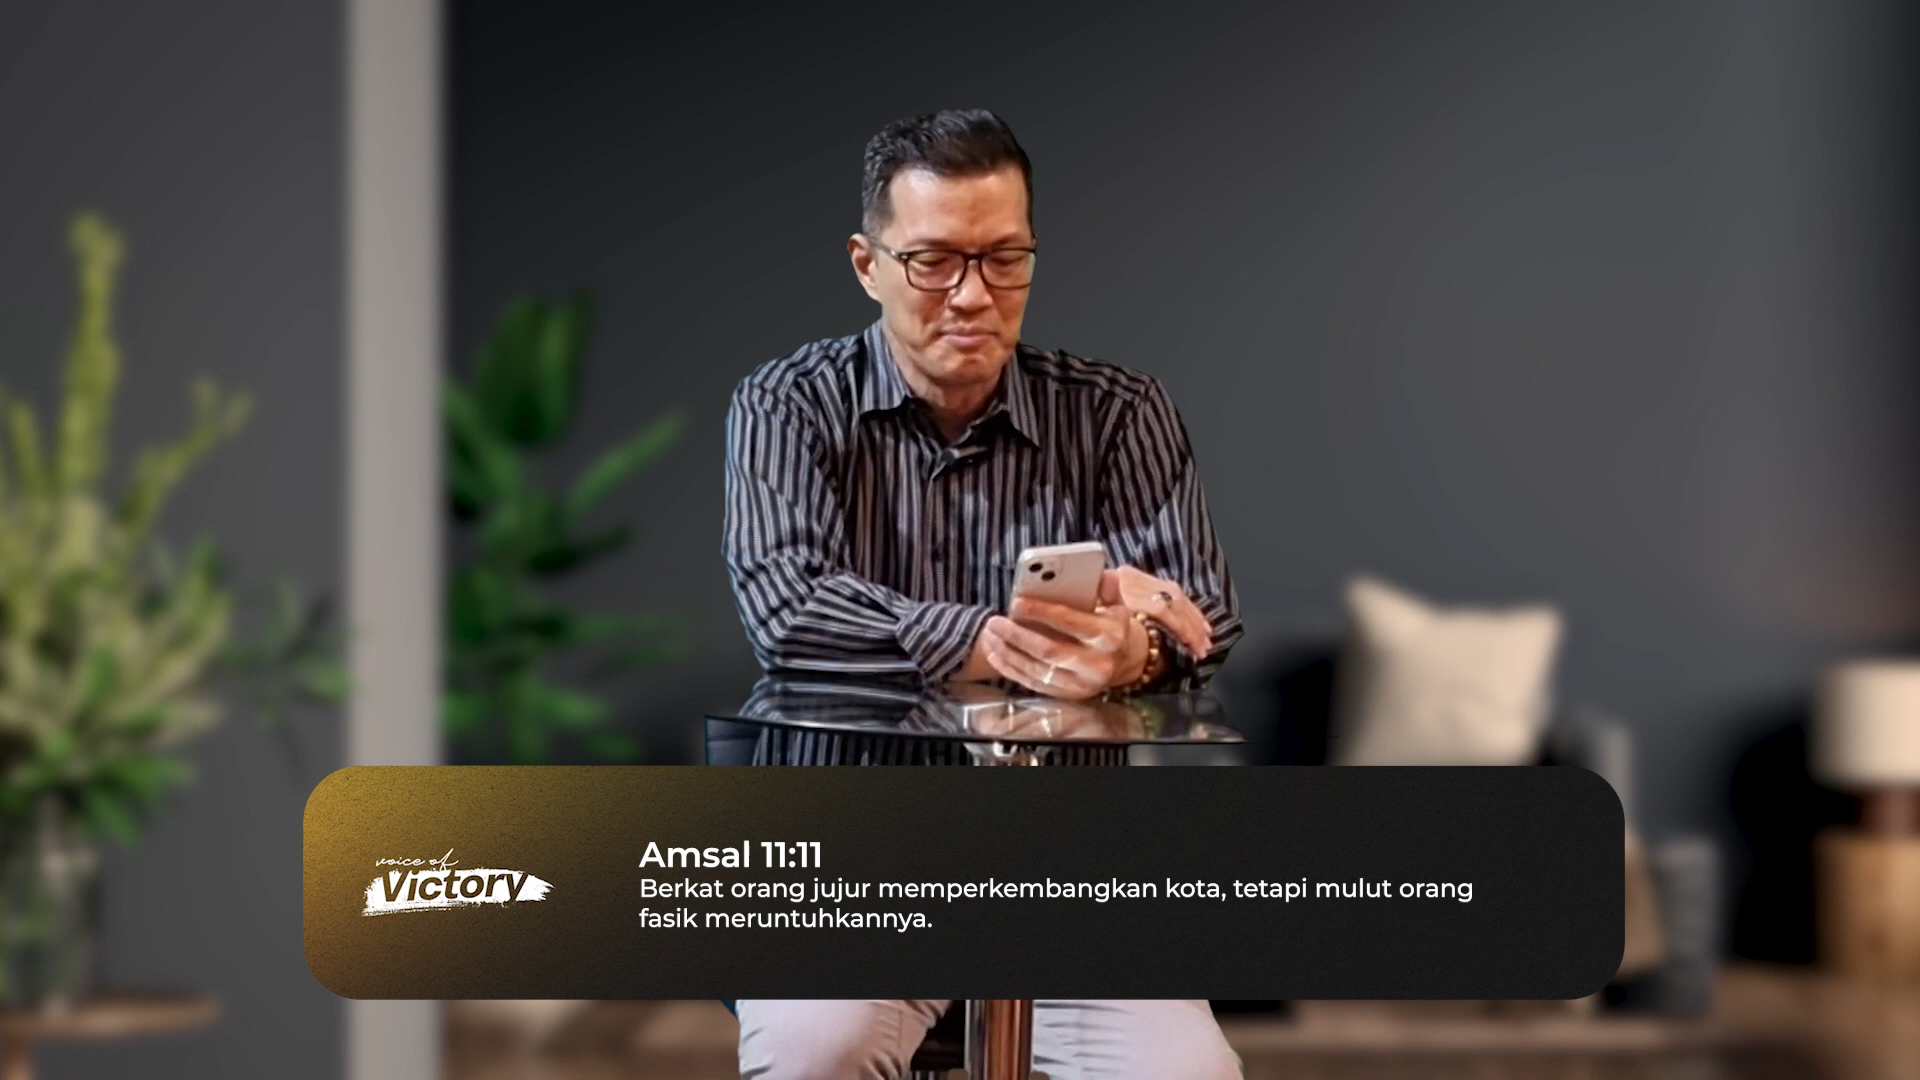 voice of
Victory
Amsal 11:11
Berkat orang jujur memperkembangkan kota, tetapi mulut orang
fasik meruntuhkannya.